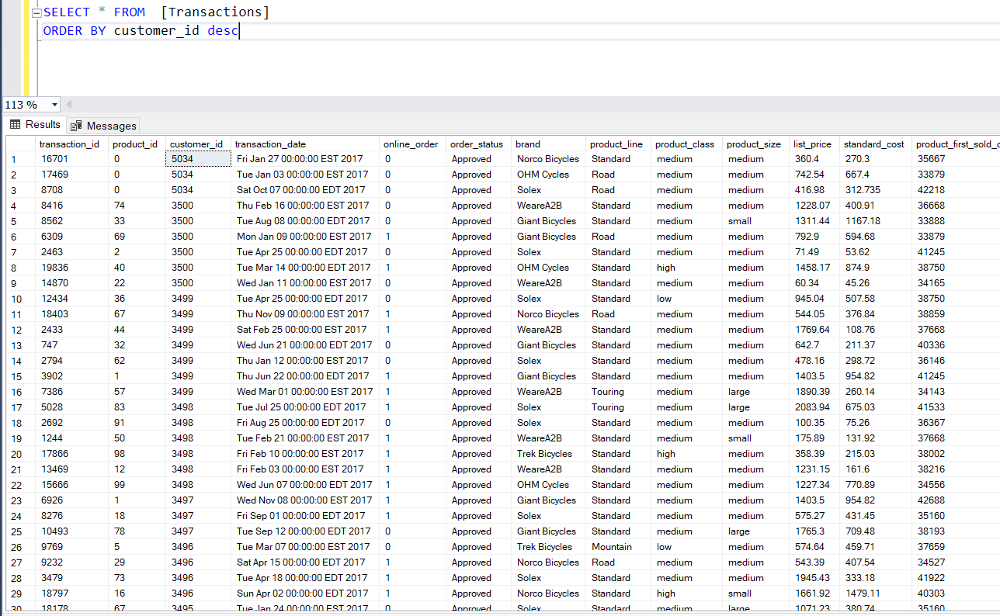 SELECT * FROM  [Transactions]
ORDER BY customer_id desc
113 %
Results Messages
transaction_id product_id customer_id transaction_date online_order order_status brand product_line product_class product_size list_price standard_cost product_first_sold_
1 16701 0 5034 Fri Jan 27 00:00:00 EST 2017 0 Approved Norco Bicycles Standard medium medium 360.4 270.3 35667
2 17469 0 5034 Tue Jan 03 00:00:00 EST 2017 0 Approved OHM Cycles Road medium medium 742.54 667.4 33879
3 8708 0 5034 Sat Oct 07 00:00:00 EDT 2017 0 Approved Solex Road medium medium 416.98 312.735 42218
4 8416 74 3500 Thu Feb 16 00:00:00 EST 2017 0 Approved WeareA2B Standard medium medium 1228.07 400.91 36668
5 8562 33 3500 Tue Aug 08 00:00:00 EDT 2017 0 Approved Giant Bicycles Standard medium small 1311.44 1167.18 33888
6 6309 69 3500 Mon Jan 09 00:00:00 EST 2017 1 Approved Giant Bicycles Road medium medium 792.9 594.68 33879
7 2463 2 3500 Tue Apr 25 00:00:00 EDT 2017 0 Approved Solex Standard medium medium 71.49 53.62 41245
8 19836 40 3500 Tue Mar 14 00:00:00 EDT 2017 1 Approved OHM Cycles Standard high medium 1458.17 874.9 38750
9 14870 22 3500 Wed Jan 11 00:00:00 EST 2017 0 Approved WeareA2B Standard medium medium 60.34 45.26 34165
10 12434 36 3499 Tue Apr 25 00:00:00 EDT 2017 0 Approved Solex Standard low medium 945.04 507.58 38750
11 18403 67 3499 Thu Nov 09 00:00:00 EST 2017 1 Approved Norco Bicycles Road medium medium 544.05 376.84 38859
12 2433 44 3499 Sat Feb 25 00:00:00 EST 2017 1 Approved WeareA2B Standard medium medium 1769.64 108.76 37668
13 747 32 3499 Wed Jun 21 00:00:00 EDT 2017 0 Approved Giant Bicycles Standard medium medium 642.7 211.37 40336
14 2794 62 3499 Thu Jan 12 00:00:00 EST 2017 0 Approved Solex Standard medium medium 478.16 298.72 36146
15 3902 1 3499 Thu Jun 22 00:00:00 EDT 2017 1 Approved Giant Bicycles Standard medium medium 1403.5 954.82 41245
16 7386 57 3499 Wed Mar 01 00:00:00 EST 2017 1 Approved WeareA2B Touring medium large 1890.39 260.14 34143
17 5028 83 3498 Tue Jul 25 00:00:00 EDT 2017 1 Approved Solex Touring medium large 2083.94 675.03 41533
18 2692 91 3498 Fri Aug 25 00:00:00 EDT 2017 0 Approved Solex Standard medium medium 100.35 75.26 36367
19 1244 50 3498 Tue Feb 21 00:00:00 EST 2017 1 Approved WeareA2B Standard medium small 175.89 131.92 37668
20 17866 98 3498 Fri Feb 10 00:00:00 EST 2017 1 Approved Trek Bicycles Standard high medium 358.39 215.03 38002
21 13469 12 3498 Fri Feb 03 00:00:00 EST 2017 1 Approved WeareA2B Standard medium medium 1231.15 161.6 38216
22 15666 99 3498 Wed Jun 07 00:00:00 EDT 2017 1 Approved OHM Cycles Standard medium medium 1227.34 770.89 34556
23 6926 1 3497 Wed Nov 08 00:00:00 EST 2017 1 Approved Giant Bicycles Standard medium medium 1403.5 954.82 42688
24 8276 18 3497 Fri Sep 01 00:00:00 EDT 2017 1 Approved Solex Standard medium medium 575.27 431.45 35160
25 10493 78 3497 Tue Sep 12 00:00:00 EDT 2017 0 Approved Giant Bicycles Standard medium large 1765.3 709.48 38193
26 9769 5 3496 Tue Mar 07 00:00:00 EST 2017 0 Approved Trek Bicycles Mountain low medium 574.64 459.71 37659
27 9232 29 3496 Sat Apr 15 00:00:00 EDT 2017 1 Approved Norco Bicycles Road medium medium 543.39 407.54 34527
28 3479 73 3496 Tue Apr 18 00:00:00 EDT 2017 1 Approved Solex Standard medium medium 1945.43 333.18 41922
29 18797 16 3496 Sun Apr 02 00:00:00 EDT 2017 1 Approved Norco Bicycles Standard high small 1661.92 1479.11 40303
30 18178 67 3495 Tue Jan 24 00:00:00 EST 2017 0 Approved Solex Standard medium large 1071.23 380.74 35160